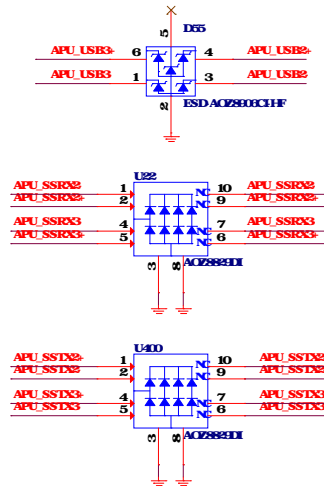 D55
5
APU_USB3+ 6 4 APU_USB2+
APU_USB3- 1 3 APU_USB2-
2
ESD AOZ8906CI-HF
U22
APU_SSRX2- 1 NC 10 APU_SSRX2-
APU_SSRX2+ 2 NC 9 APU_SSRX2+
APU_SSRX3- 4 NC 7 APU_SSRX3-
APU_SSRX3+ 5 NC 6 APU_SSRX3+
3 8
AOZ8829DI
U400
APU_SSTX2+ 1 NC 10 APU_SSTX2+
APU_SSTX2- 2 NC 9 APU_SSTX2-
APU_SSTX3+ 4 NC 7 APU_SSTX3+
APU_SSTX3- 5 NC 6 APU_SSTX3-
3 8
AOZ8829DI